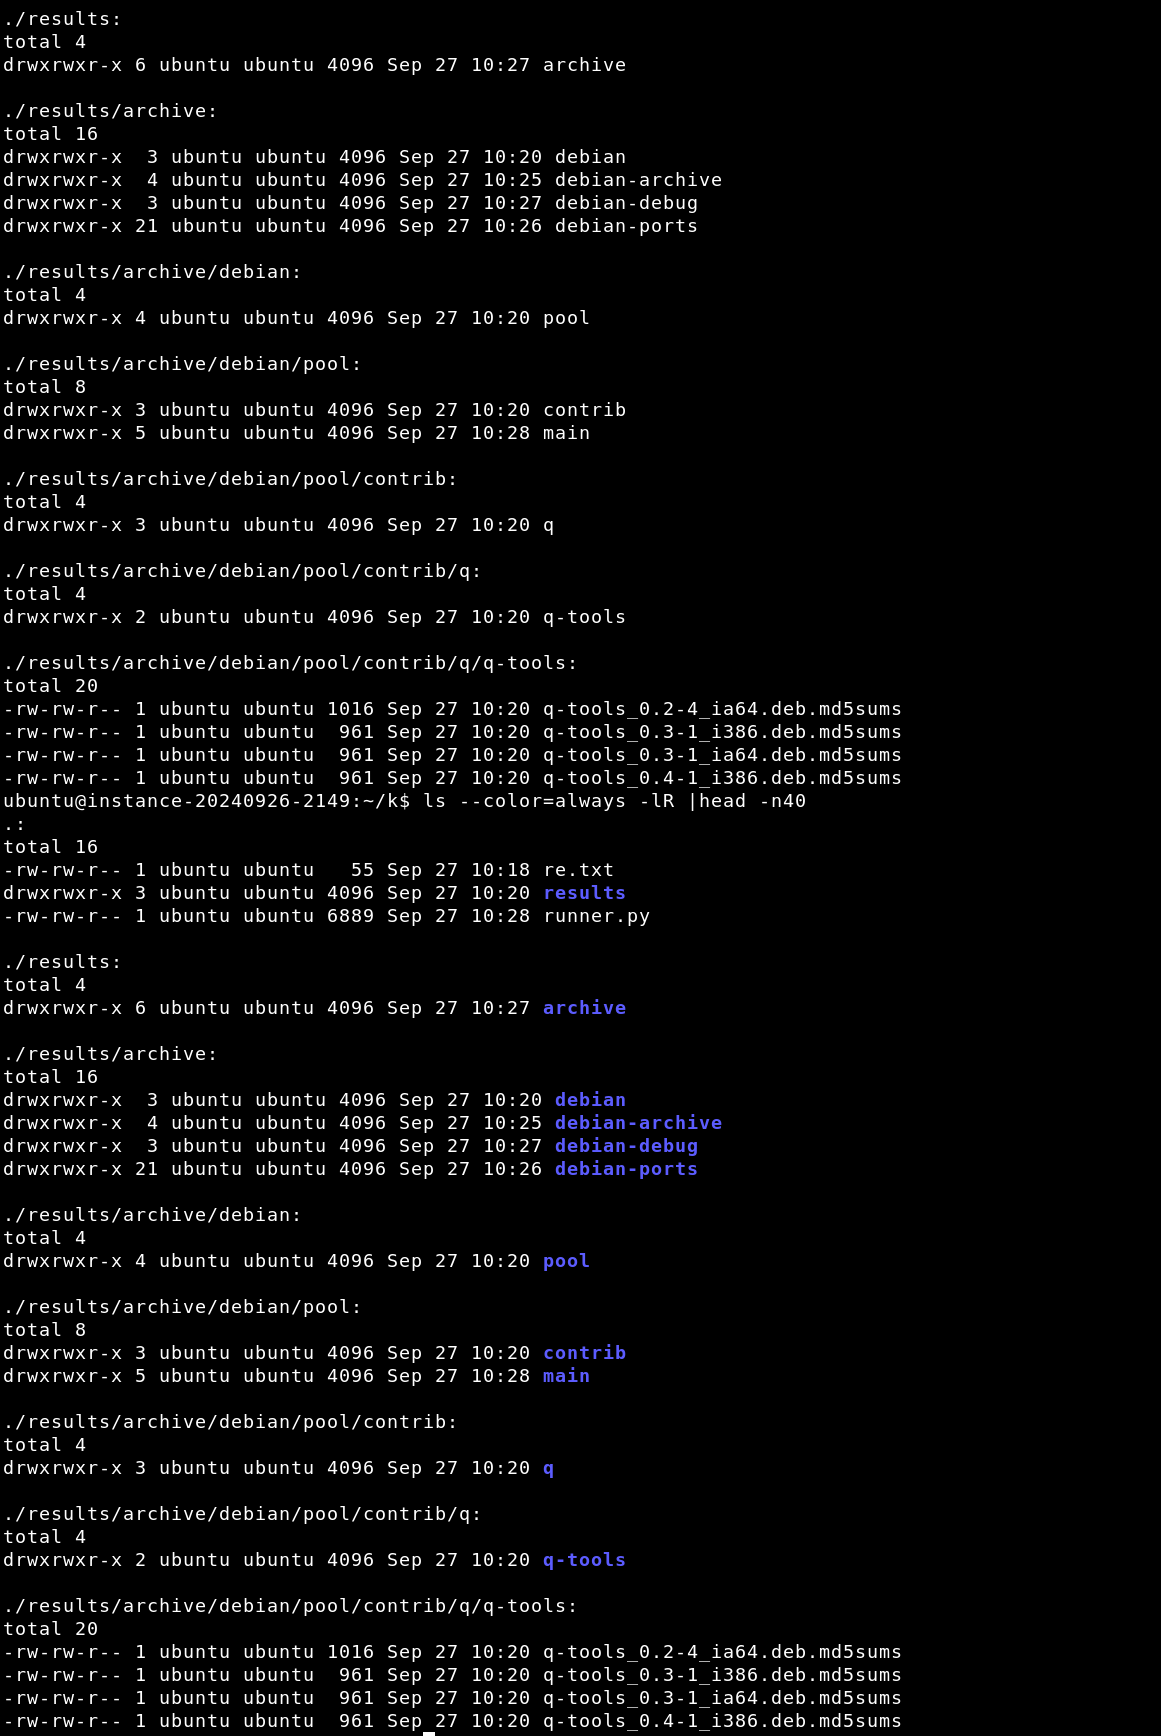 ./results:
total 4
drwxrwxr-x 6 ubuntu ubuntu 4096 Sep 27 10:27 archive

./results/archive:
total 16
drwxrwxr-x  3 ubuntu ubuntu 4096 Sep 27 10:20 debian
drwxrwxr-x  4 ubuntu ubuntu 4096 Sep 27 10:25 debian-archive
drwxrwxr-x  3 ubuntu ubuntu 4096 Sep 27 10:27 debian-debug
drwxrwxr-x 21 ubuntu ubuntu 4096 Sep 27 10:26 debian-ports

./results/archive/debian:
total 4
drwxrwxr-x 4 ubuntu ubuntu 4096 Sep 27 10:20 pool

./results/archive/debian/pool:
total 8
drwxrwxr-x 3 ubuntu ubuntu 4096 Sep 27 10:20 contrib
drwxrwxr-x 5 ubuntu ubuntu 4096 Sep 27 10:28 main

./results/archive/debian/pool/contrib:
total 4
drwxrwxr-x 3 ubuntu ubuntu 4096 Sep 27 10:20 q

./results/archive/debian/pool/contrib/q:
total 4
drwxrwxr-x 2 ubuntu ubuntu 4096 Sep 27 10:20 q-tools

./results/archive/debian/pool/contrib/q/q-tools:
total 20
-rw-rw-r-- 1 ubuntu ubuntu 1016 Sep 27 10:20 q-tools_0.2-4_ia64.deb.md5sums
-rw-rw-r-- 1 ubuntu ubuntu  961 Sep 27 10:20 q-tools_0.3-1_i386.deb.md5sums
-rw-rw-r-- 1 ubuntu ubuntu  961 Sep 27 10:20 q-tools_0.3-1_ia64.deb.md5sums
-rw-rw-r-- 1 ubuntu ubuntu  961 Sep 27 10:20 q-tools_0.4-1_i386.deb.md5sums
ubuntu@instance-20240926-2149:~/k$ ls --color=always -lR |head -n40
.:
total 16
-rw-rw-r-- 1 ubuntu ubuntu   55 Sep 27 10:18 re.txt
drwxrwxr-x 3 ubuntu ubuntu 4096 Sep 27 10:20 results
-rw-rw-r-- 1 ubuntu ubuntu 6889 Sep 27 10:28 runner.py

./results:
total 4
drwxrwxr-x 6 ubuntu ubuntu 4096 Sep 27 10:27 archive

./results/archive:
total 16
drwxrwxr-x  3 ubuntu ubuntu 4096 Sep 27 10:20 debian
drwxrwxr-x  4 ubuntu ubuntu 4096 Sep 27 10:25 debian-archive
drwxrwxr-x  3 ubuntu ubuntu 4096 Sep 27 10:27 debian-debug
drwxrwxr-x 21 ubuntu ubuntu 4096 Sep 27 10:26 debian-ports

./results/archive/debian:
total 4
drwxrwxr-x 4 ubuntu ubuntu 4096 Sep 27 10:20 pool

./results/archive/debian/pool:
total 8
drwxrwxr-x 3 ubuntu ubuntu 4096 Sep 27 10:20 contrib
drwxrwxr-x 5 ubuntu ubuntu 4096 Sep 27 10:28 main

./results/archive/debian/pool/contrib:
total 4
drwxrwxr-x 3 ubuntu ubuntu 4096 Sep 27 10:20 q

./results/archive/debian/pool/contrib/q:
total 4
drwxrwxr-x 2 ubuntu ubuntu 4096 Sep 27 10:20 q-tools

./results/archive/debian/pool/contrib/q/q-tools:
total 20
-rw-rw-r-- 1 ubuntu ubuntu 1016 Sep 27 10:20 q-tools_0.2-4_ia64.deb.md5sums
-rw-rw-r-- 1 ubuntu ubuntu  961 Sep 27 10:20 q-tools_0.3-1_i386.deb.md5sums
-rw-rw-r-- 1 ubuntu ubuntu  961 Sep 27 10:20 q-tools_0.3-1_ia64.deb.md5sums
-rw-rw-r-- 1 ubuntu ubuntu  961 Sep 27 10:20 q-tools_0.4-1_i386.deb.md5sums